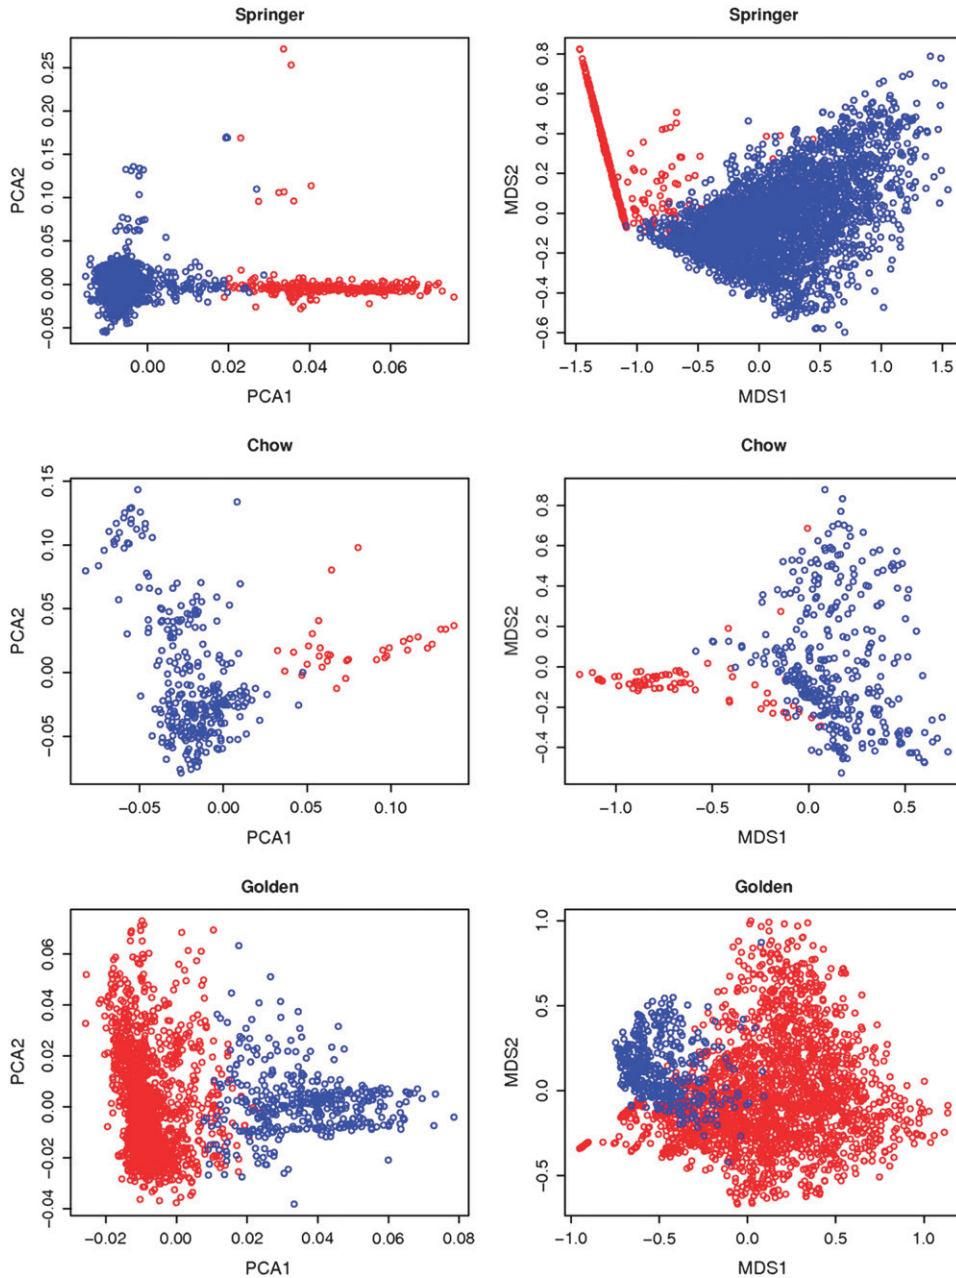 Springer
PCA2
−0.05 0.00 0.05 0.10 0.15 0.20 0.25
0.00 0.02 0.04 0.06
PCA1
Springer
MDS2
−0.6 −0.4 −0.2 0.0 0.2 0.4 0.6 0.8
−1.5 −1.0 −0.5 0.0 0.5 1.0 1.5
MDS1
Chow
PCA2
−0.05 0.00 0.05 0.10 0.15
−0.05 0.00 0.05 0.10
PCA1
Chow
MDS2
−0.4 −0.2 0.0 0.2 0.4 0.6 0.8
−1.0 −0.5 0.0 0.5
MDS1
Golden
PCA2
−0.04 −0.02 0.00 0.02 0.04 0.06
−0.02 0.00 0.02 0.04 0.06 0.08
PCA1
Golden
MDS2
−0.5 0.0 0.5 1.0
−1.0 −0.5 0.0 0.5 1.0
MDS1